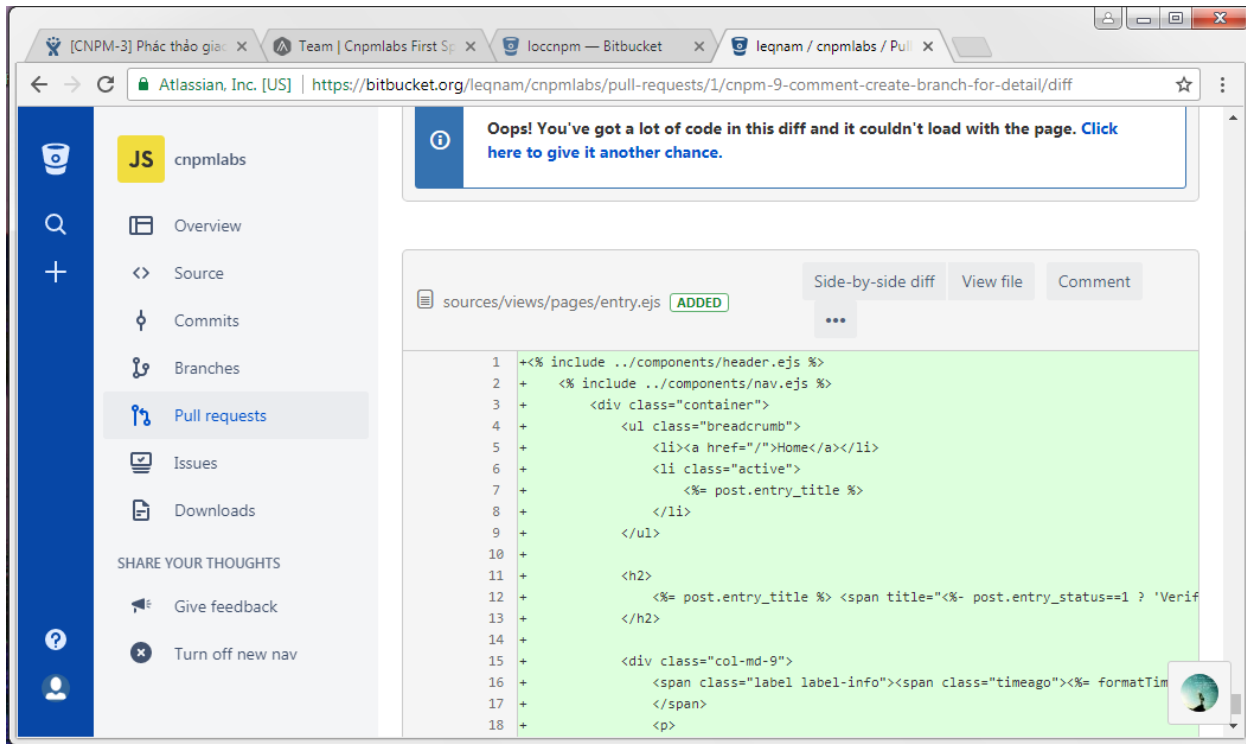 [CNPM-3] Phác thảo giao
Team | Cnpmlabs First Sp
loccnpm — Bitbucket
leqnam / cnpmlabs / Pull
Atlassian, Inc. [US] | https://bitbucket.org/leqnam/cnpmlabs/pull-requests/1/cnpm-9-comment-create-branch-for-detail/diff
JS cnpmlabs
Overview
Source
Commits
Branches
Pull requests
Issues
Downloads
SHARE YOUR THOUGHTS
Give feedback
Turn off new nav
Oops! You've got a lot of code in this diff and it couldn't load with the page. Click
here to give it another chance.
sources/views/pages/entry.ejs ADDED
Side-by-side diff View file Comment
•••
1 +<% include ../components/header.ejs %>
2 + <% include ../components/nav.ejs %>
3 + <div class="container">
4 + <ul class="breadcrumb">
5 + <li><a href="/">Home</a></li>
6 + <li class="active">
7 + <%= post.entry_title %>
8 + </li>
9 + </ul>
10 +
11 + <h2>
12 + <%= post.entry_title %> <span title="<%- post.entry_status==1 ? 'Verif
13 + </h2>
14 +
15 + <div class="col-md-9">
16 + <span class="label label-info"><span class="timeago"><%= formatTim
17 + </span>
18 + <p>